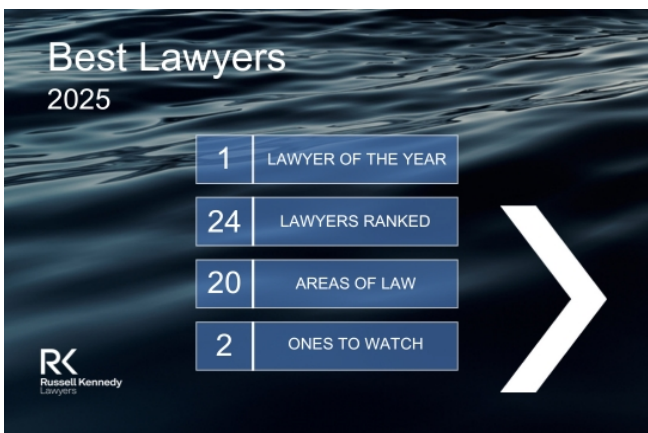 Best Lawyers
2025
1 LAWYER OF THE YEAR
24 LAWYERS RANKED
20 AREAS OF LAW
2 ONES TO WATCH
RK
Russell Kennedy
Lawyers